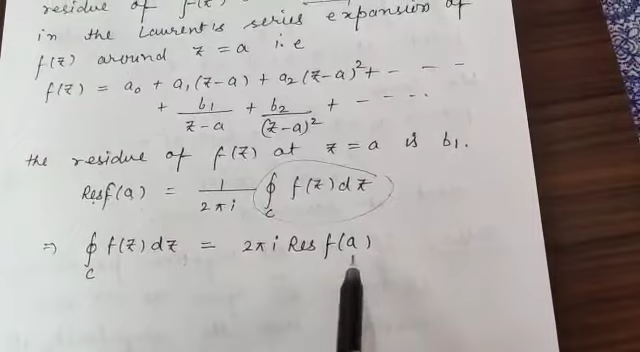 residue of f(z)
in the Laurent's series expansion of
f(z) around z = a i.e
f(z) = a₀ + a₁(z-a) + a₂(z-a)² + - - -
+ b₁/(z-a) + b₂/(z-a)² + - - - ..
the residue of f(z) at z = a is b₁.
Res f(a) = 1/(2πi) ∮_C f(z) dz
⇒ ∮_C f(z) dz = 2πi Res f(a)